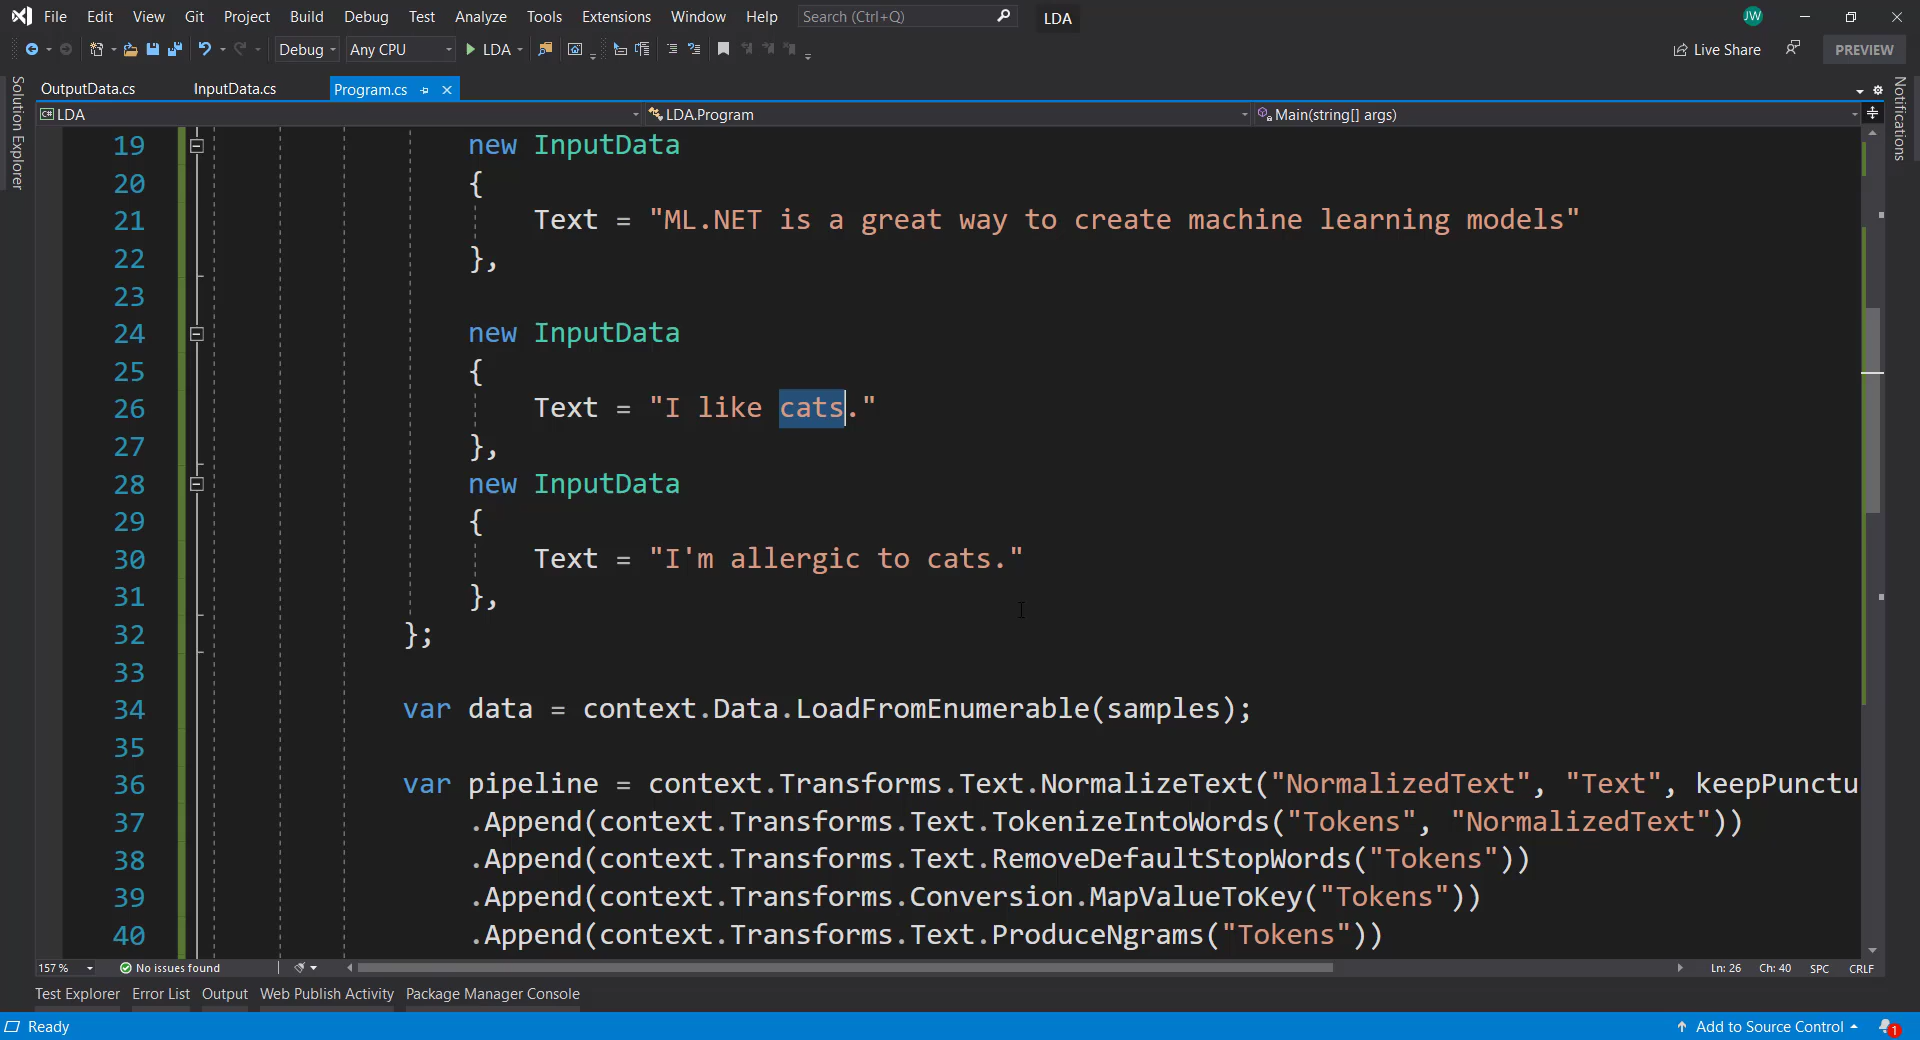 File Edit View Git Project Build Debug Test Analyze Tools Extensions Window Help Search (Ctrl+Q) LDA JW
Debug Any CPU LDA Live Share PREVIEW
OutputData.cs InputData.cs Program.cs
LDA LDA.Program Main(string[] args)
Solution Explorer
Notifications
19 new InputData
20 {
21 Text = "ML.NET is a great way to create machine learning models"
22 },
23
24 new InputData
25 {
26 Text = "I like cats."
27 },
28 new InputData
29 {
30 Text = "I'm allergic to cats."
31 },
32 };
33
34 var data = context.Data.LoadFromEnumerable(samples);
35
36 var pipeline = context.Transforms.Text.NormalizeText("NormalizedText", "Text", keepPunctu
37 .Append(context.Transforms.Text.TokenizeIntoWords("Tokens", "NormalizedText"))
38 .Append(context.Transforms.Text.RemoveDefaultStopWords("Tokens"))
39 .Append(context.Transforms.Conversion.MapValueToKey("Tokens"))
40 .Append(context.Transforms.Text.ProduceNgrams("Tokens"))
157 % No issues found Ln: 26 Ch: 40 SPC CRLF
Test Explorer Error List Output Web Publish Activity Package Manager Console
Ready Add to Source Control 1